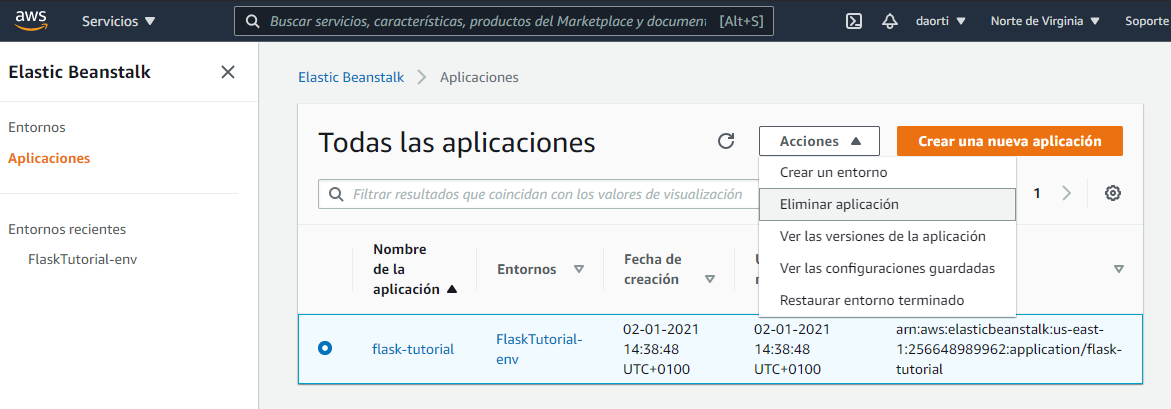 aws
Servicios
Buscar servicios, características, productos del Marketplace y document
[Alt+S]
daorti
Norte de Virginia
Soporte
Elastic Beanstalk
Entornos
Aplicaciones
Entornos recientes
FlaskTutorial-env
Elastic Beanstalk
Aplicaciones
Todas las aplicaciones
Acciones
Crear una nueva aplicación
Crear un entorno
Eliminar aplicación
Ver las versiones de la aplicación
Ver las configuraciones guardadas
Restaurar entorno terminado
Filtrar resultados que coincidan con los valores de visualización
1
Nombre
de la
aplicación
Entornos
Fecha de
creación
flask-tutorial
FlaskTutorial-
env
02-01-2021
14:38:48
UTC+0100
02-01-2021
14:38:48
UTC+0100
arn:aws:elasticbeanstalk:us-east-
1:256648989962:application/flask-
tutorial